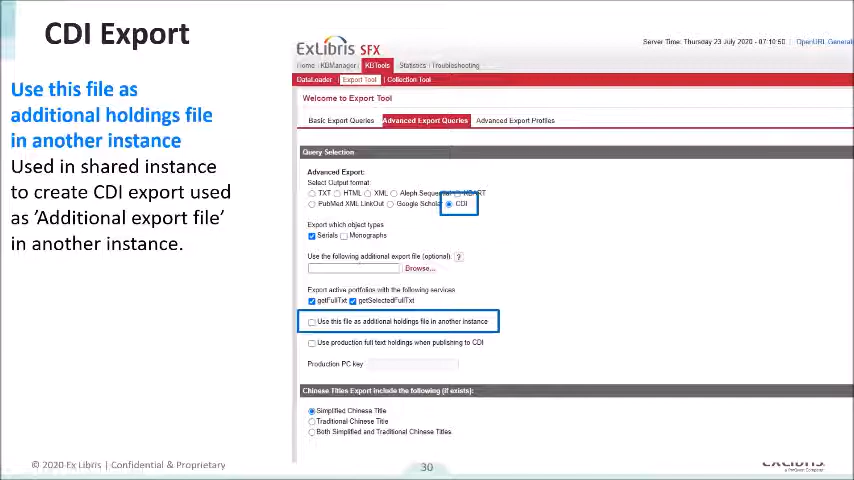 CDI Export
Use this file as
additional holdings file
in another instance
Used in shared instance
to create CDI export used
as ’Additional export file’
in another instance.
ExLibris SFX
Server Time: Thursday 23 July 2020 - 07:10:50 OpenURL Generat
Home KBManager KBTools Statistics Troubleshooting
DataLoader Export Tool Collection Tool
Welcome to Export Tool
Basic Export Queries Advanced Export Queries Advanced Export Profiles
Query Selection
Advanced Export:
Select Output format:
TXT HTML XML Aleph Sequential KBART
PubMed XML LinkOut Google Scholar CDI
Export which object types
Serials Monographs
Use the following additional export file (optional). ?
Browse...
Export active portfolios with the following services
getFullTxt getSelectedFullTxt
Use this file as additional holdings file in another instance
Use production full text holdings when publishing to CDI
Production PC key
Chinese Titles Export include the following (if exists):
Simplified Chinese Title
Traditional Chinese Title
Both Simplified and Traditional Chinese Titles
© 2020 Ex Libris | Confidential & Proprietary
30
ExLibris